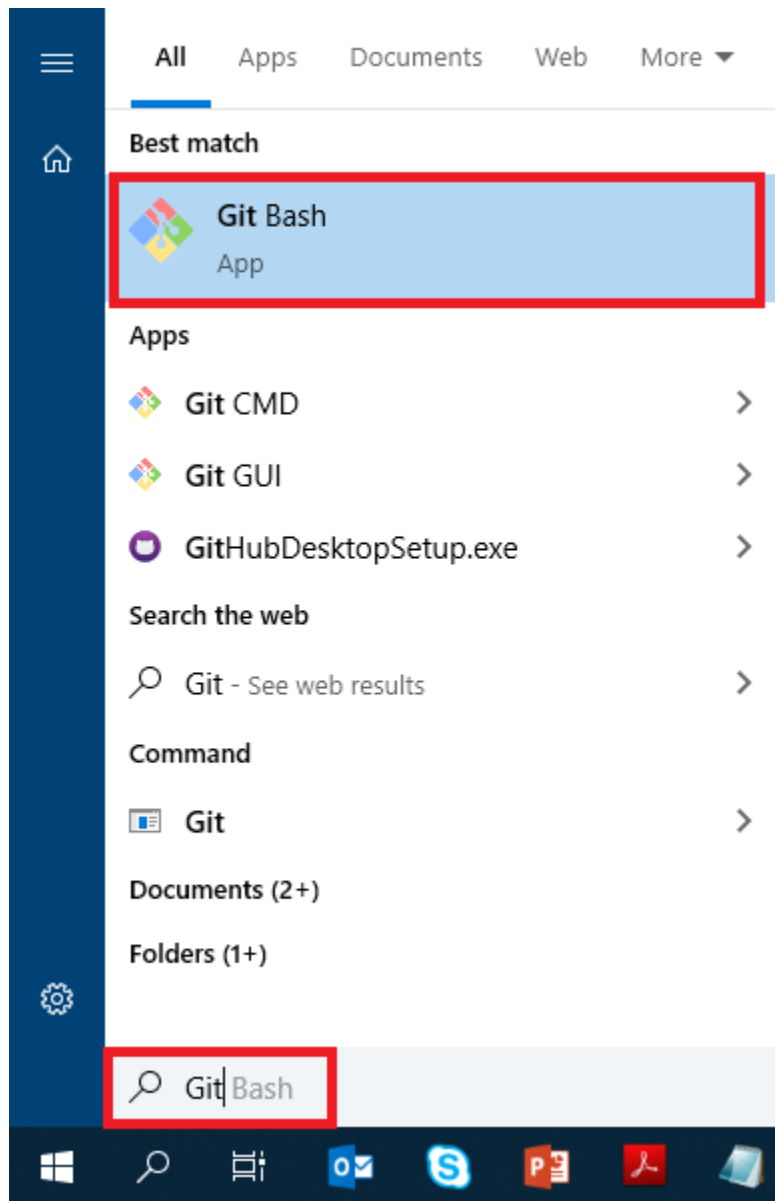 All Apps Documents Web More
Best match
Git Bash
App
Apps
Git CMD
Git GUI
GitHubDesktopSetup.exe
Search the web
Git - See web results
Command
Git
Documents (2+)
Folders (1+)
Git Bash